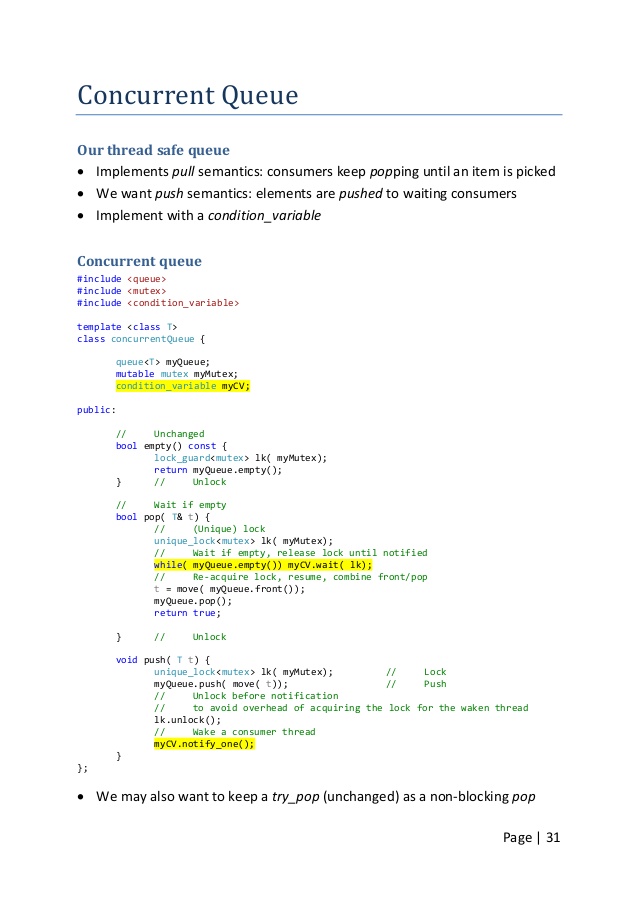 Concurrent Queue
Our thread safe queue
• Implements pull semantics: consumers keep popping until an item is picked
• We want push semantics: elements are pushed to waiting consumers
• Implement with a condition_variable
Concurrent queue
#include <queue>
#include <mutex>
#include <condition_variable>
template <class T>
class concurrentQueue {
queue<T> myQueue;
mutable mutex myMutex;
condition_variable myCV;
public:
// Unchanged
bool empty() const {
lock_guard<mutex> lk( myMutex);
return myQueue.empty();
} // Unlock
// Wait if empty
bool pop( T& t) {
// (Unique) lock
unique_lock<mutex> lk( myMutex);
// Wait if empty, release lock until notified
while( myQueue.empty()) myCV.wait( lk);
// Re-acquire lock, resume, combine front/pop
t = move( myQueue.front());
myQueue.pop();
return true;
} // Unlock
void push( T t) {
unique_lock<mutex> lk( myMutex); // Lock
myQueue.push( move( t)); // Push
// Unlock before notification
// to avoid overhead of acquiring the lock for the waken thread
lk.unlock();
// Wake a consumer thread
myCV.notify_one();
}
};
• We may also want to keep a try_pop (unchanged) as a non-blocking pop
Page | 31